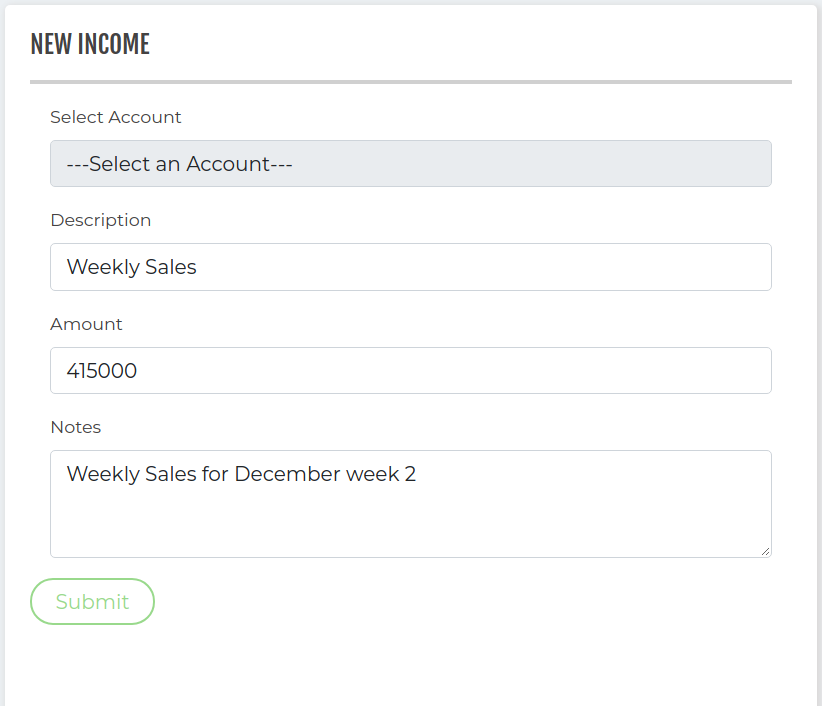 NEW INCOME
Select Account
---Select an Account---
Description
Weekly Sales
Amount
415000
Notes
Weekly Sales for December week 2
Submit